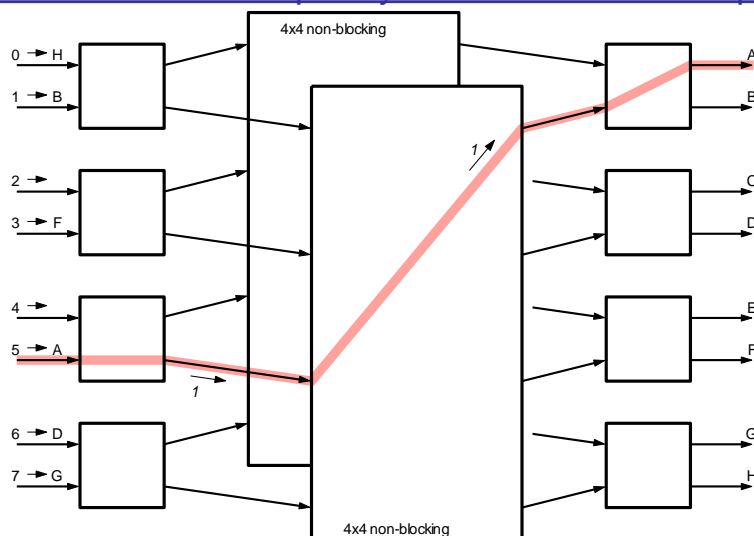 4x4 non-blocking
0 → H
A
1 → B
B
1
2 →
C
3 → F
D
4 →
E
5 → A
F
1
6 → D
G
7 → G
H
4x4 non-blocking